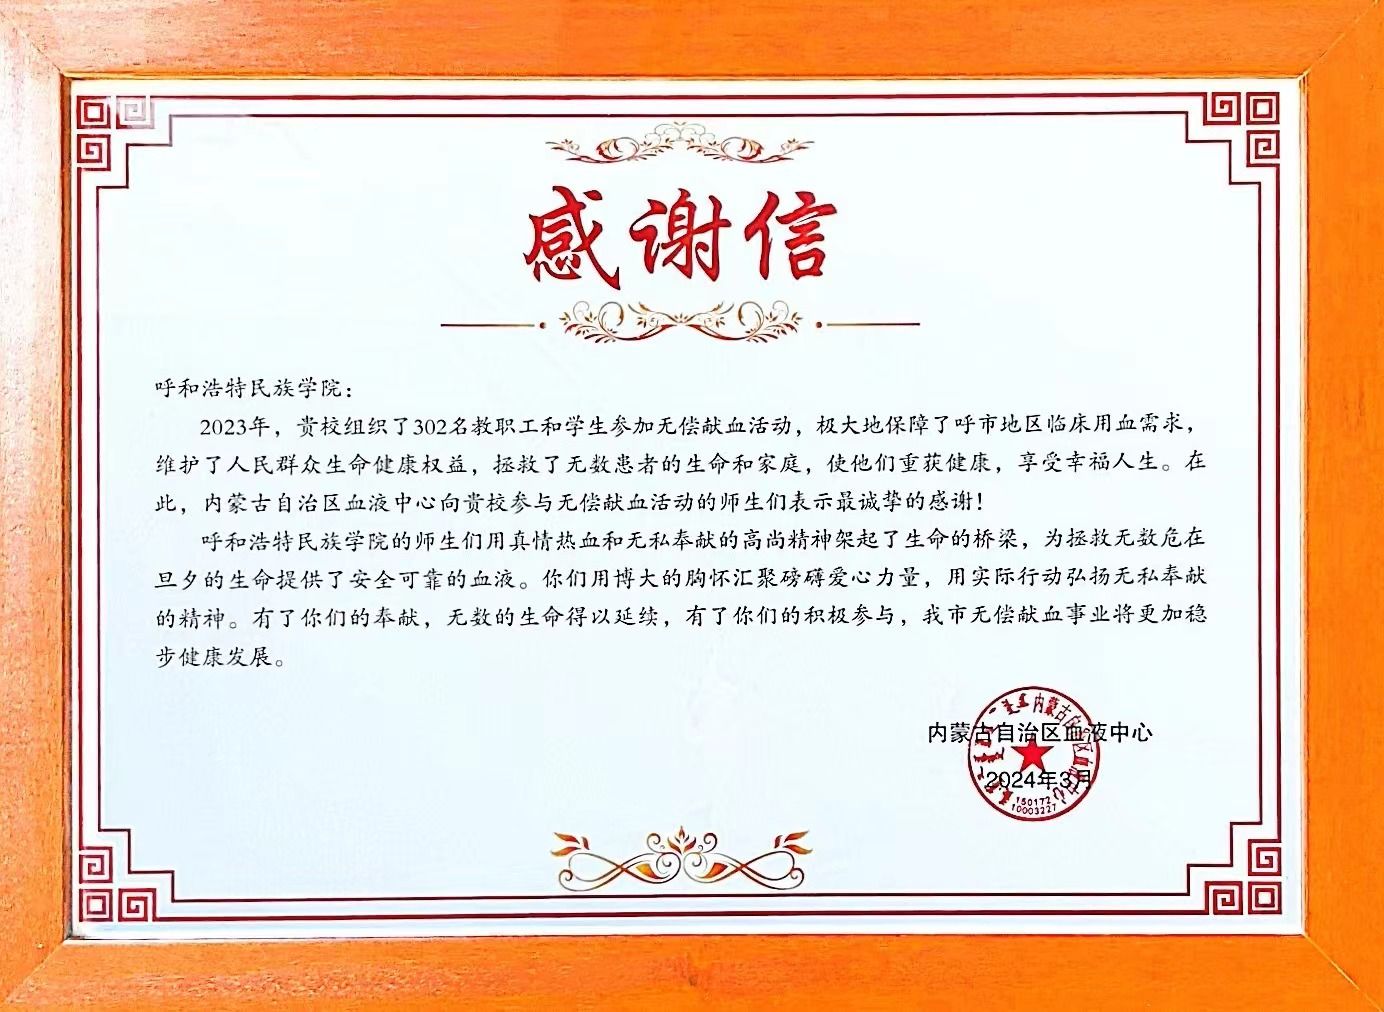 感谢信
呼和浩特民族学院：
2023年，贵校组织了302名教职工和学生参加无偿献血活动，极大地保障了呼市地区临床用血需求，
维护了人民群众生命健康权益，拯救了无数患者的生命和家庭，使他们重获健康，享受幸福人生。在
此，内蒙古自治区血液中心向贵校参与无偿献血活动的师生们表示最诚挚的感谢！
呼和浩特民族学院的师生们用真情热血和无私奉献的高尚精神架起了生命的桥梁，为拯救无数危在
旦夕的生命提供了安全可靠的血液。你们用博大的胸怀汇聚磅礴爱心力量，用实际行动弘扬无私奉献
的精神。有了你们的奉献，无数的生命得以延续，有了你们的积极参与，我市无偿献血事业将更加稳
步健康发展。
内蒙古自治区血液中心
2024年3月
内蒙古自治区血液中心
150172
10003227